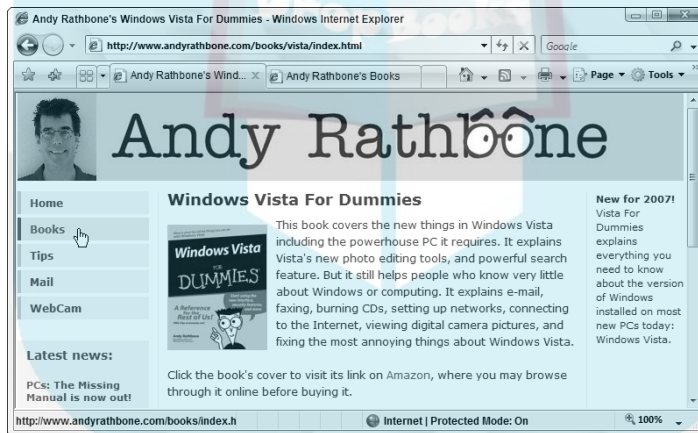 Andy Rathbone's Windows Vista For Dummies - Windows Internet Explorer
http://www.andyrathbone.com/books/vista/index.html
Google
Andy Rathbone's Wind...
Andy Rathbone's Books
Page
Tools
Andy Rathbone
Home
Books
Tips
Mail
WebCam
Latest news:
PCs: The Missing
Manual is now out!
Windows Vista For Dummies
Windows Vista
FOR
DUMMIES
A Reference
for the
Rest of Us!
This book covers the new things in Windows Vista
including the powerhouse PC it requires. It explains
Vista's new photo editing tools, and powerful search
feature. But it still helps people who know very little
about Windows or computing. It explains e-mail,
faxing, burning CDs, setting up networks, connecting
to the Internet, viewing digital camera pictures, and
fixing the most annoying things about Windows Vista.
Click the book's cover to visit its link on Amazon, where you may browse
through it online before buying it.
New for 2007!
Vista For
Dummies
explains
everything you
need to know
about the version
of Windows
installed on most
new PCs today:
Windows Vista.
http://www.andyrathbone.com/books/index.h
Internet | Protected Mode: On
100%